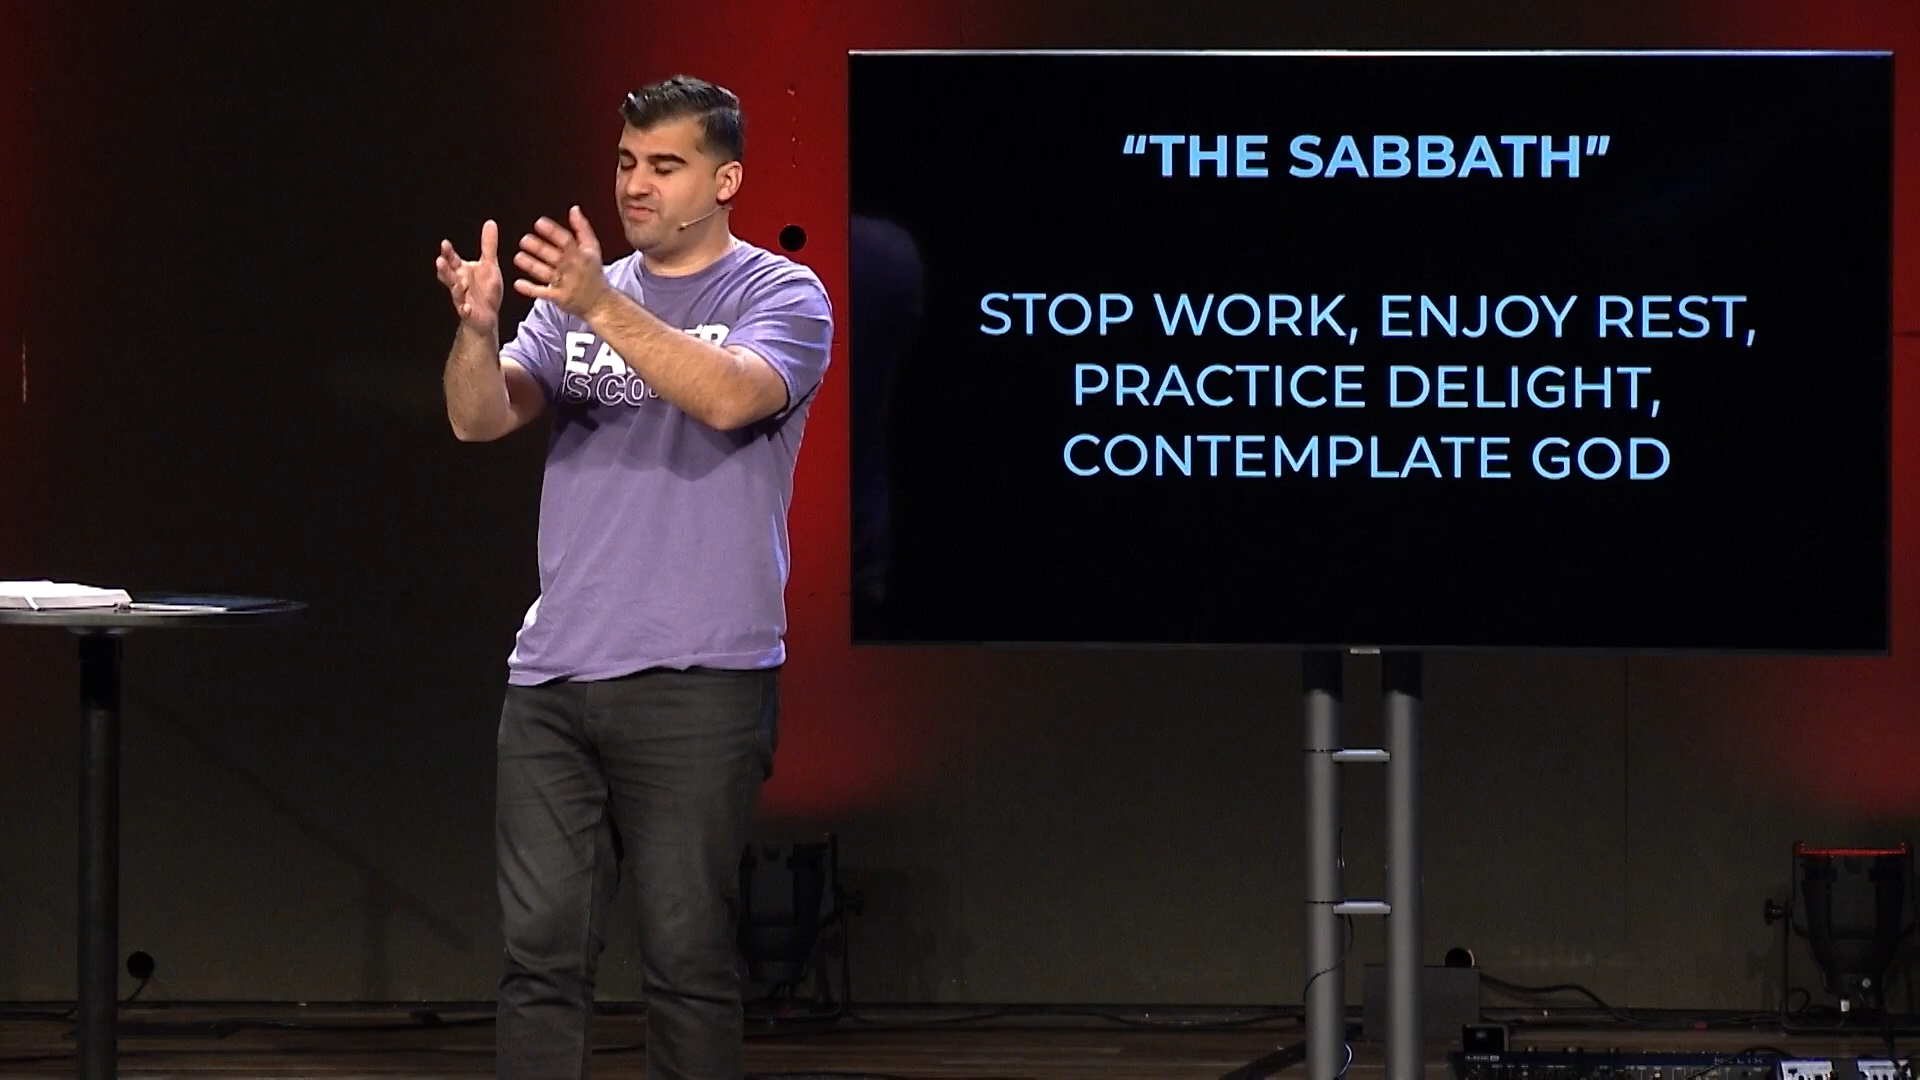 “THE SABBATH”
STOP WORK, ENJOY REST,
PRACTICE DELIGHT,
CONTEMPLATE GOD